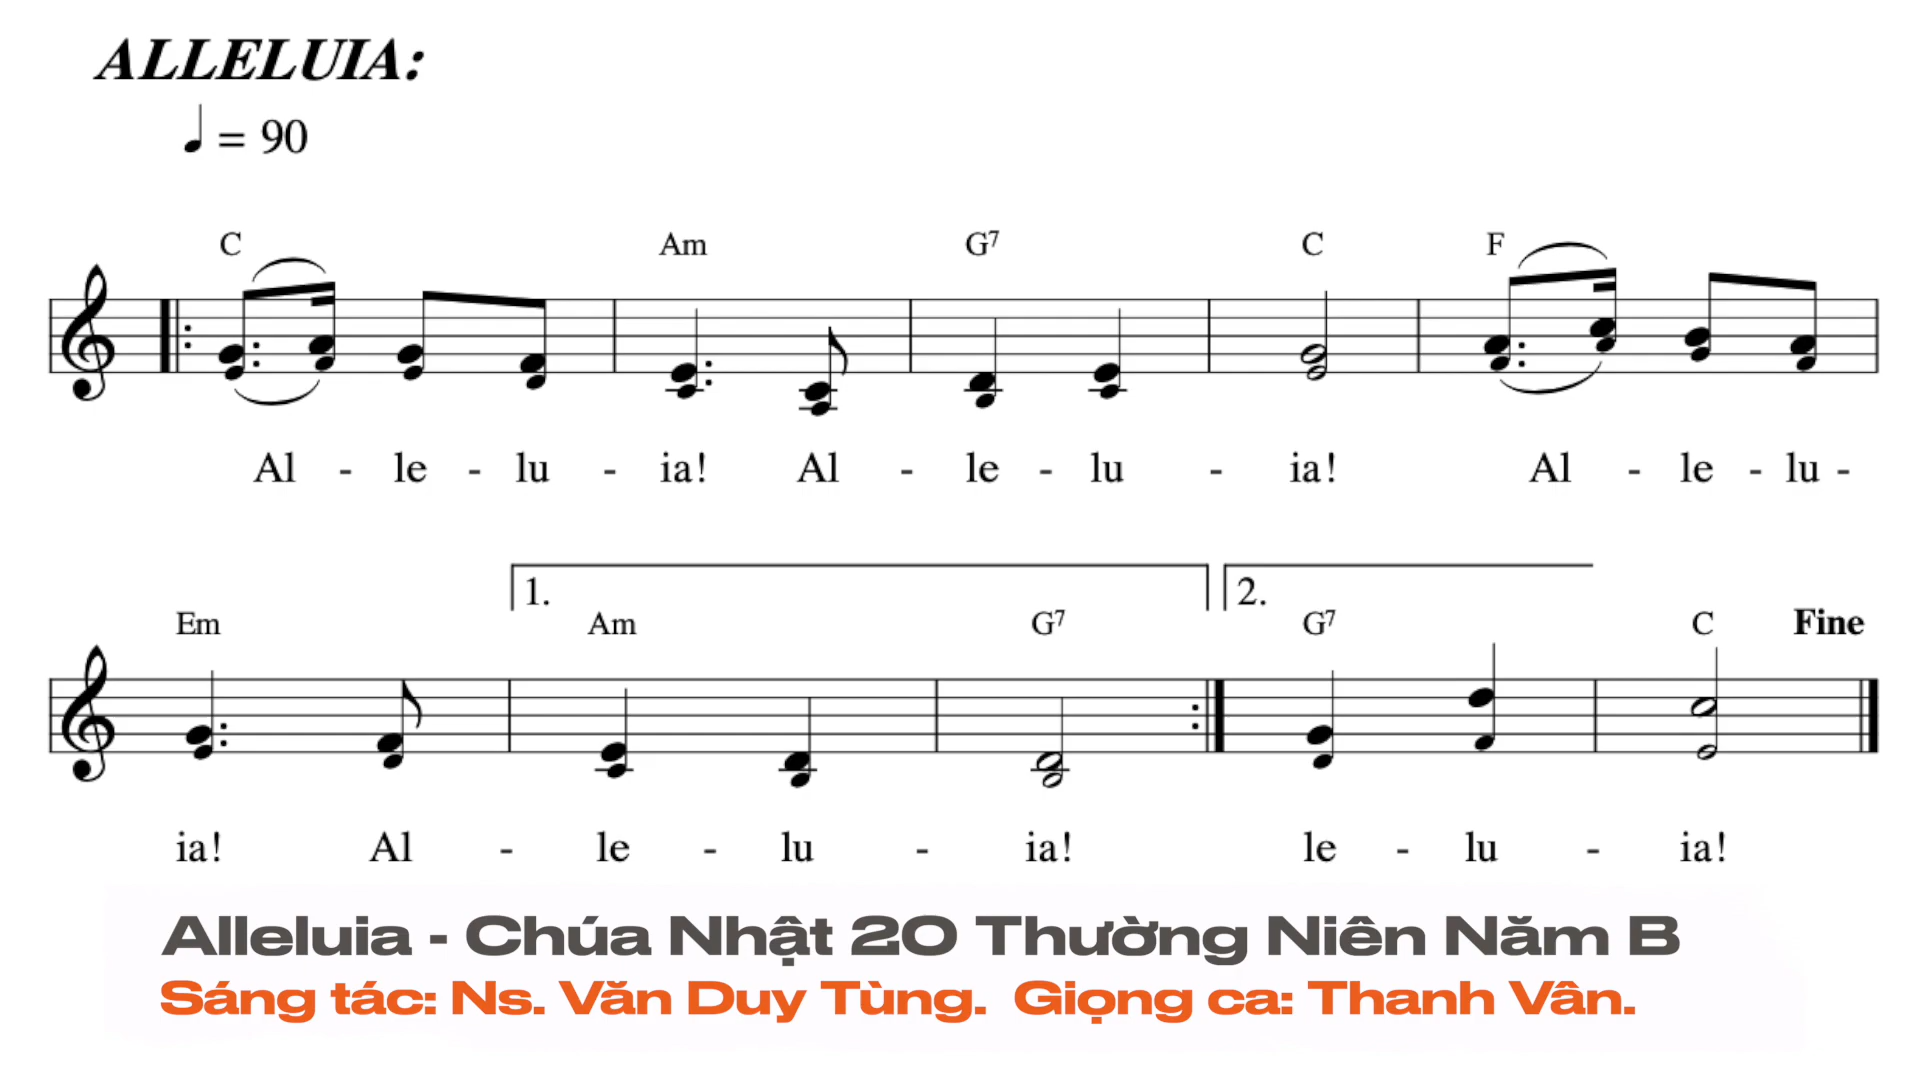 ALLELUIA:
♩ = 90
C Am G7 C F
Al - le - lu - ia! Al - le - lu - ia! Al - le - lu -
1. 2.
Em Am G7 G7 C Fine
ia! Al - le - lu - ia! le - lu - ia!
Alleluia - Chúa Nhật 20 Thường Niên Năm B
Sáng tác: Ns. Văn Duy Tùng. Giọng ca: Thanh Vân.